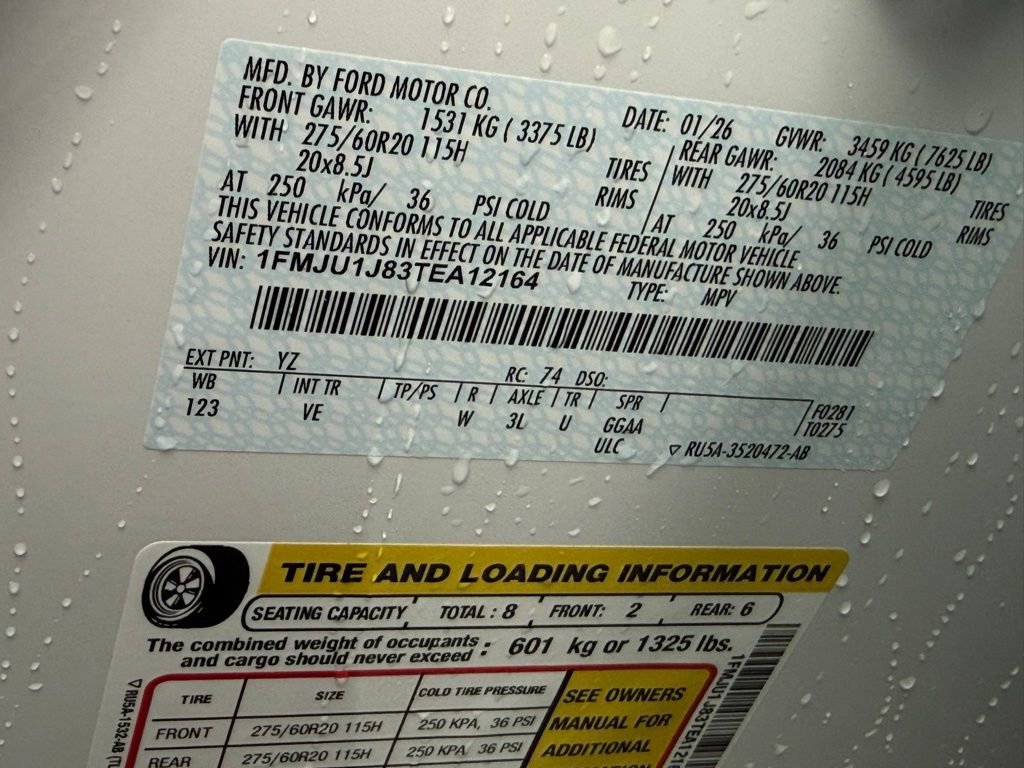 MFD. BY FORD MOTOR CO.
DATE: 01/26 GVWR: 3459 KG ( 7625 LB)
FRONT GAWR: 1531 KG ( 3375 LB)
REAR GAWR: 2084 KG ( 4595 LB)
WITH 275/60R20 115H TIRES
WITH 275/60R20 115H TIRES
20x8.5J RIMS
20x8.5J RIMS
AT 250 kPa/ 36 PSI COLD
AT 250 kPa/ 36 PSI COLD
THIS VEHICLE CONFORMS TO ALL APPLICABLE FEDERAL MOTOR VEHICLE
SAFETY STANDARDS IN EFFECT ON THE DATE OF MANUFACTURE SHOWN ABOVE.
VIN: 1FMJU1J83TEA12164
TYPE: MPV
EXT PNT: YZ RC: 74 DSO:
WB INT TR TP/PS R AXLE TR SPR
123 VE W 3L U GGAA
F0281
T0275
ULC RU5A-3520472-AB
TIRE AND LOADING INFORMATION
SEATING CAPACITY TOTAL : 8 FRONT: 2 REAR: 6
The combined weight of occupants
and cargo should never exceed : 601 kg or 1325 lbs.
TIRE SIZE COLD TIRE PRESSURE
FRONT 275/60R20 115H 250 KPA, 36 PSI
REAR 275/60R20 115H 250 KPA 36 PSI
SEE OWNERS
MANUAL FOR
ADDITIONAL
RU5A-1532-AB
1FMJU1J83TEA1216